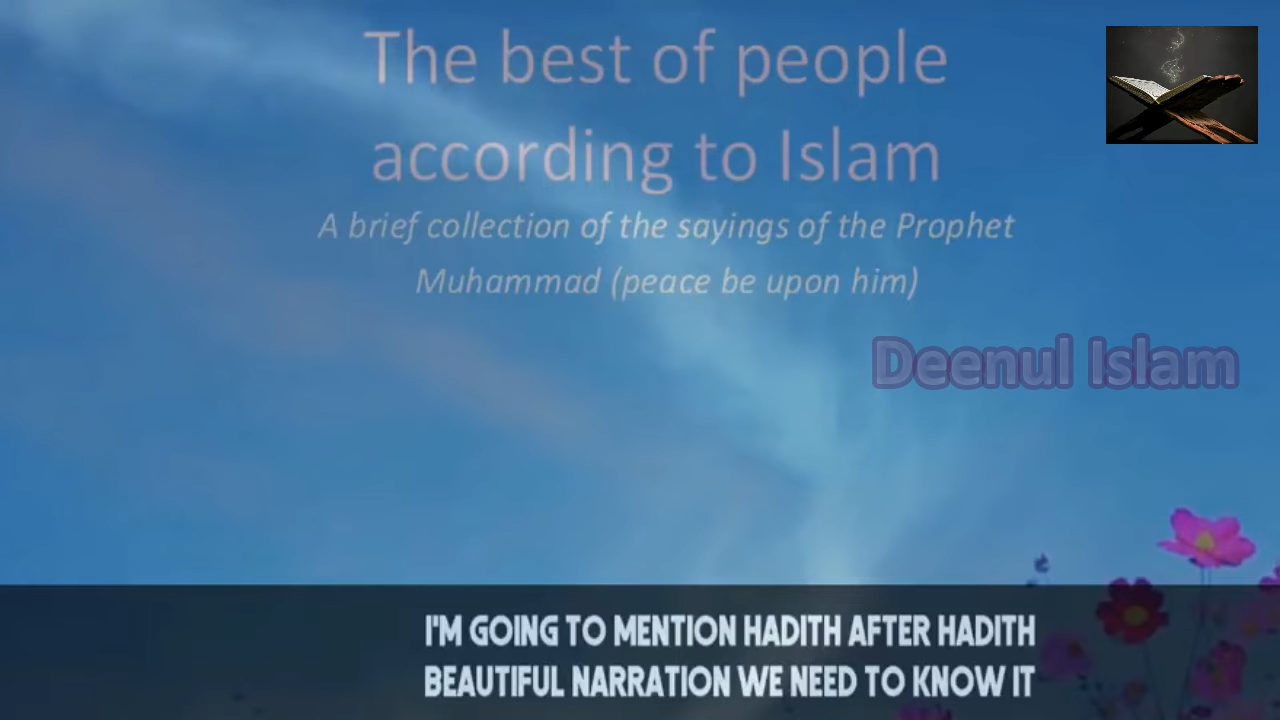 The best of people
according to Islam
A brief collection of the sayings of the Prophet
Muhammad (peace be upon him)
Deenul Islam
I'M GOING TO MENTION HADITH AFTER HADITH
BEAUTIFUL NARRATION WE NEED TO KNOW IT